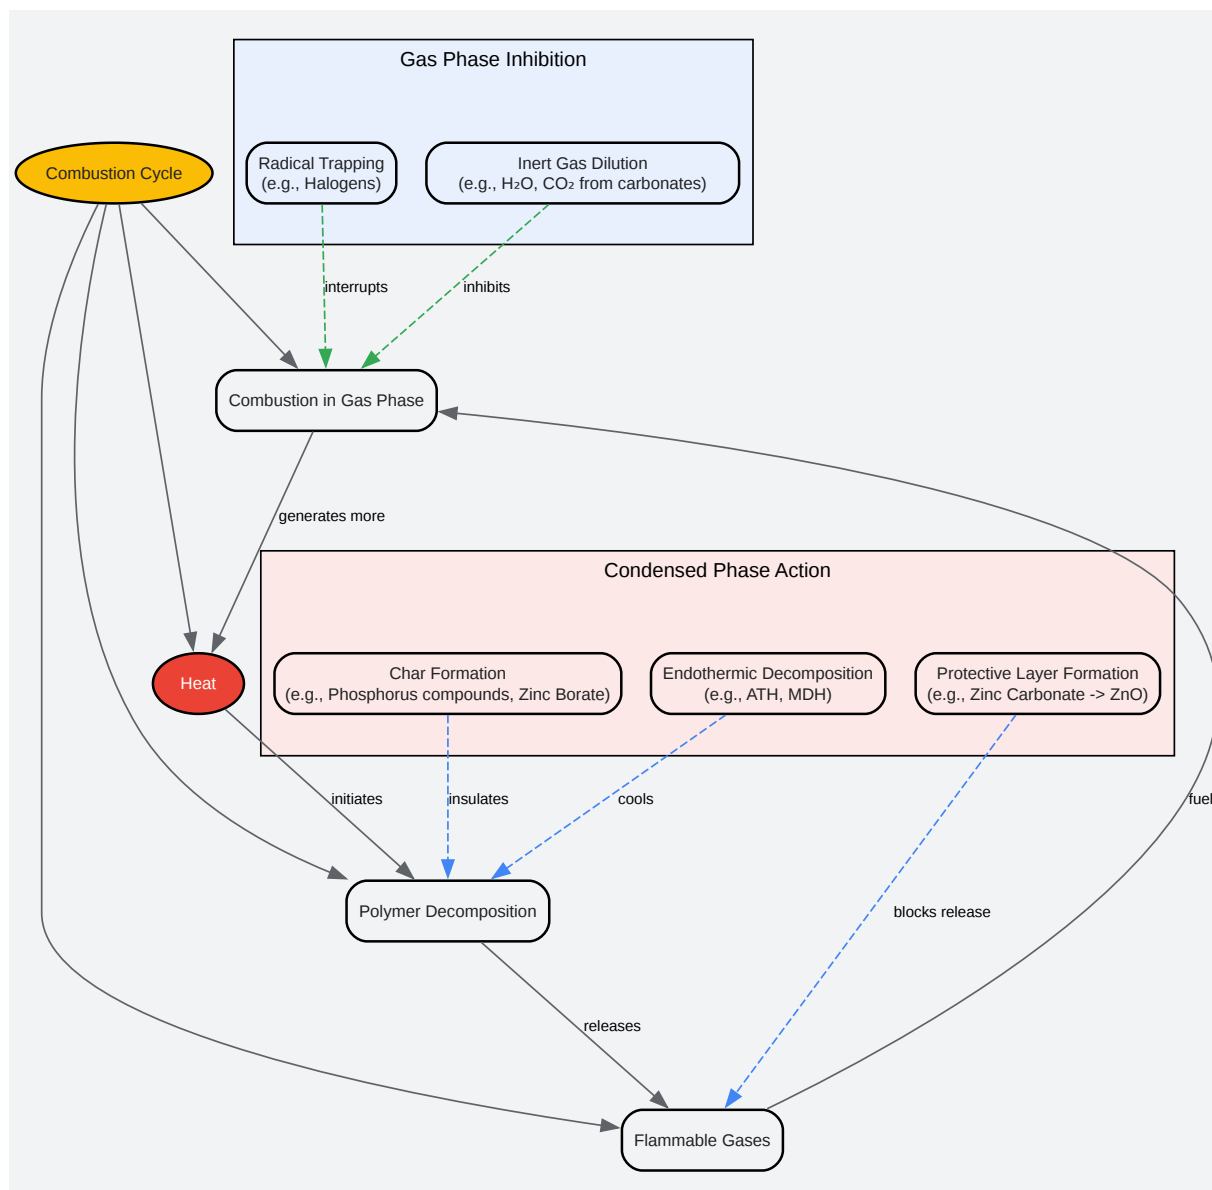 Gas Phase Inhibition
Combustion Cycle
Radical Trapping
(e.g., Halogens)
Inert Gas Dilution
(e.g., H₂O, CO₂ from carbonates)
interrupts
inhibits
Combustion in Gas Phase
generates more
Condensed Phase Action
Heat
Char Formation
(e.g., Phosphorus compounds, Zinc Borate)
Endothermic Decomposition
(e.g., ATH, MDH)
Protective Layer Formation
(e.g., Zinc Carbonate -> ZnO)
initiates
insulates
cools
fuel
Polymer Decomposition
blocks release
releases
Flammable Gases